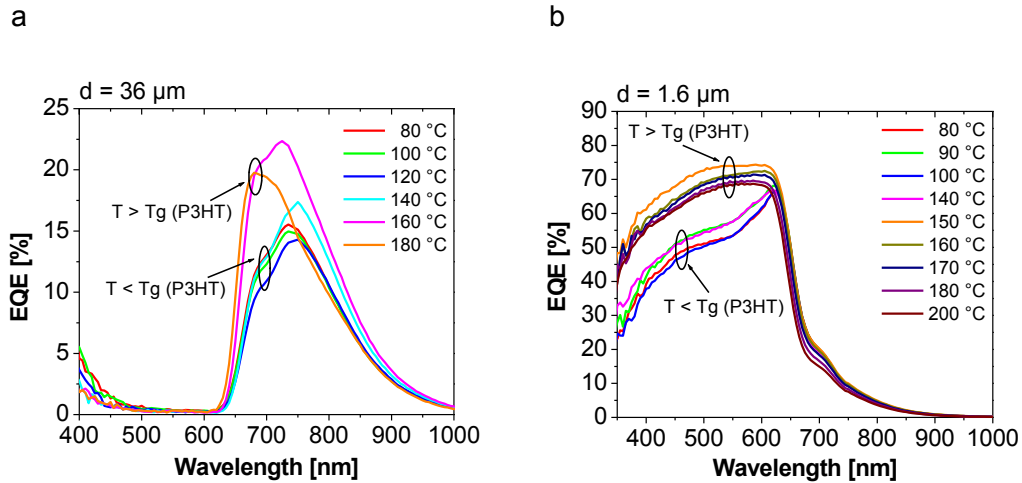 a
d = 36 µm
EQE [%]
25
20
15
10
5
0
80 °C
100 °C
120 °C
140 °C
160 °C
180 °C
T > Tg (P3HT)
T < Tg (P3HT)
400 500 600 700 800 900 1000
Wavelength [nm]
b
d = 1.6 µm
EQE [%]
90
80
70
60
50
40
30
20
10
0
T > Tg (P3HT)
T < Tg (P3HT)
80 °C
90 °C
100 °C
140 °C
150 °C
160 °C
170 °C
180 °C
200 °C
400 500 600 700 800 900 1000
Wavelength [nm]